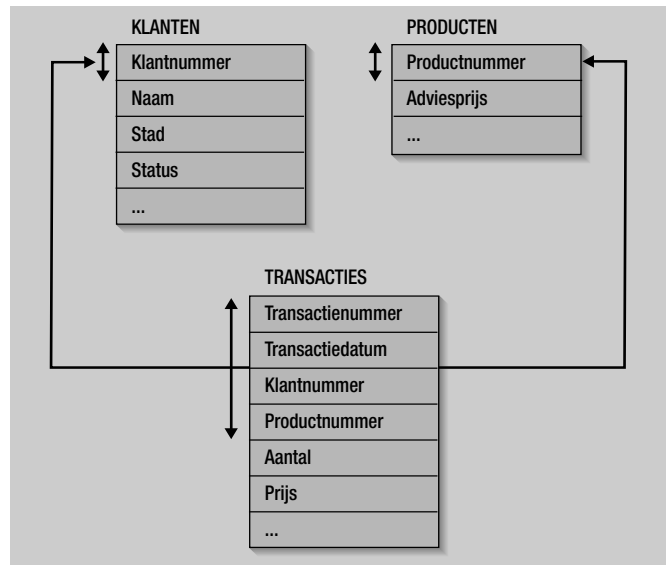 KLANTEN
Klantnummer
Naam
Stad
Status
...
PRODUCTEN
Productnummer
Adviesprijs
...
TRANSACTIES
Transactienummer
Transactiedatum
Klantnummer
Productnummer
Aantal
Prijs
...